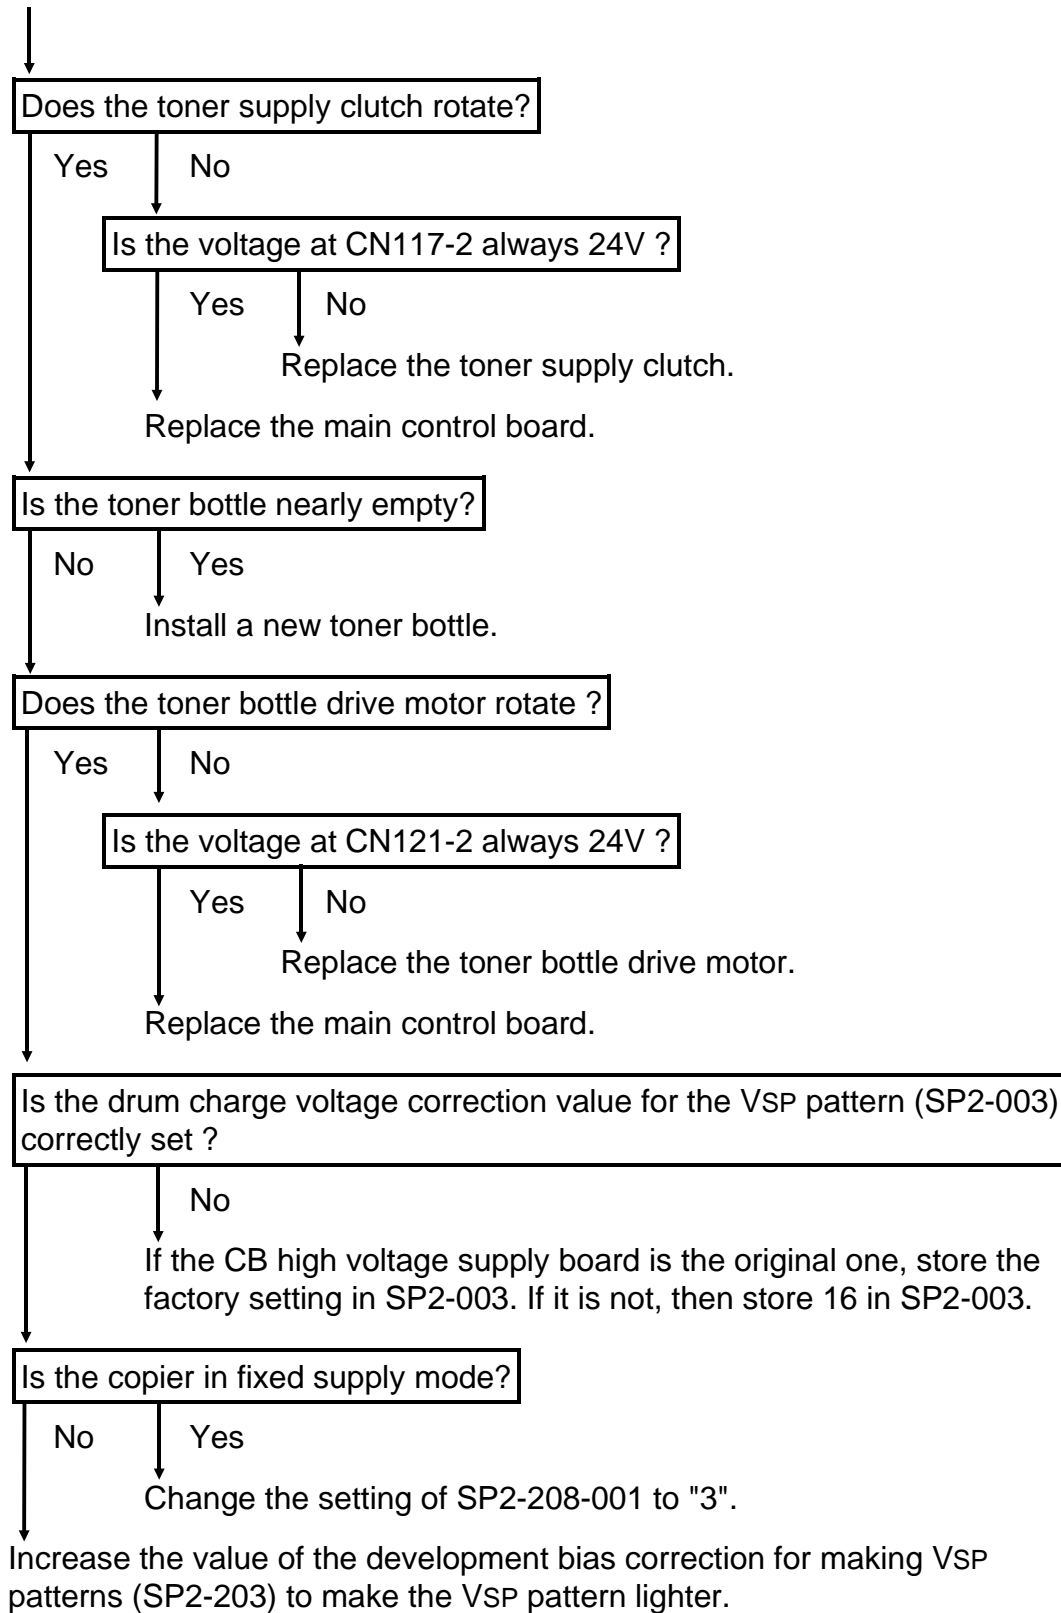 Does the toner supply clutch rotate?
Yes No
Is the voltage at CN117-2 always 24V ?
Yes No
Replace the toner supply clutch.
Replace the main control board.
Is the toner bottle nearly empty?
No Yes
Install a new toner bottle.
Does the toner bottle drive motor rotate ?
Yes No
Is the voltage at CN121-2 always 24V ?
Yes No
Replace the toner bottle drive motor.
Replace the main control board.
Is the drum charge voltage correction value for the VSP pattern (SP2-003)
correctly set ?
No
If the CB high voltage supply board is the original one, store the
factory setting in SP2-003. If it is not, then store 16 in SP2-003.
Is the copier in fixed supply mode?
No Yes
Change the setting of SP2-208-001 to "3".
Increase the value of the development bias correction for making VSP
patterns (SP2-203) to make the VSP pattern lighter.